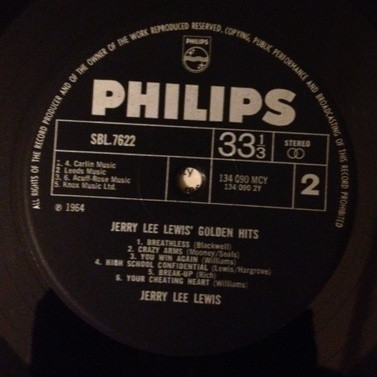 ALL RIGHTS OF THE RECORD PRODUCER AND OF THE OWNER OF THE WORK REPRODUCED RESERVED. COPYING, PUBLIC PERFORMANCE AND BROADCASTING OF THIS RECORD PROHIBITED
PHILIPS
PHILIPS
SBL.7622
33⅓
STEREO
1. 4. Carlin Music
2 Leeds Music
3. 6. Acuff-Rose Music
5. Knox Music Ltd.
134 090 MCY
134 090 2Y
2
℗ 1964
JERRY LEE LEWIS' GOLDEN HITS
1. BREATHLESS (Blackwell)
2. CRAZY ARMS (Mooney/Seals)
3. YOU WIN AGAIN (Williams)
4. HIGH SCHOOL CONFIDENTIAL (Lewis/Hargrove)
5. BREAK-UP (Rich)
6. YOUR CHEATING HEART (Williams)
JERRY LEE LEWIS